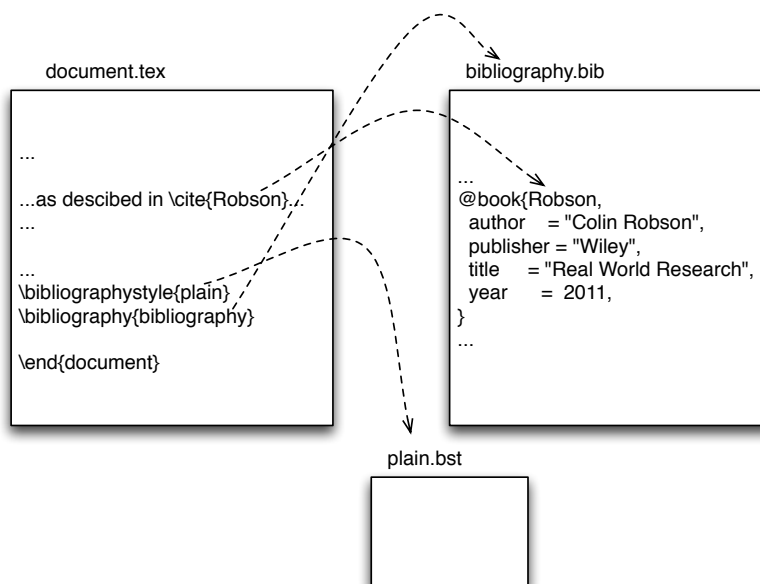 document.tex
...
...as descibed in \cite{Robson}...
...
...
\bibliographystyle{plain}
\bibliography{bibliography}
\end{document}
bibliography.bib
...
@book{Robson,
author = "Colin Robson",
publisher = "Wiley",
title = "Real World Research",
year = 2011,
}
...
plain.bst